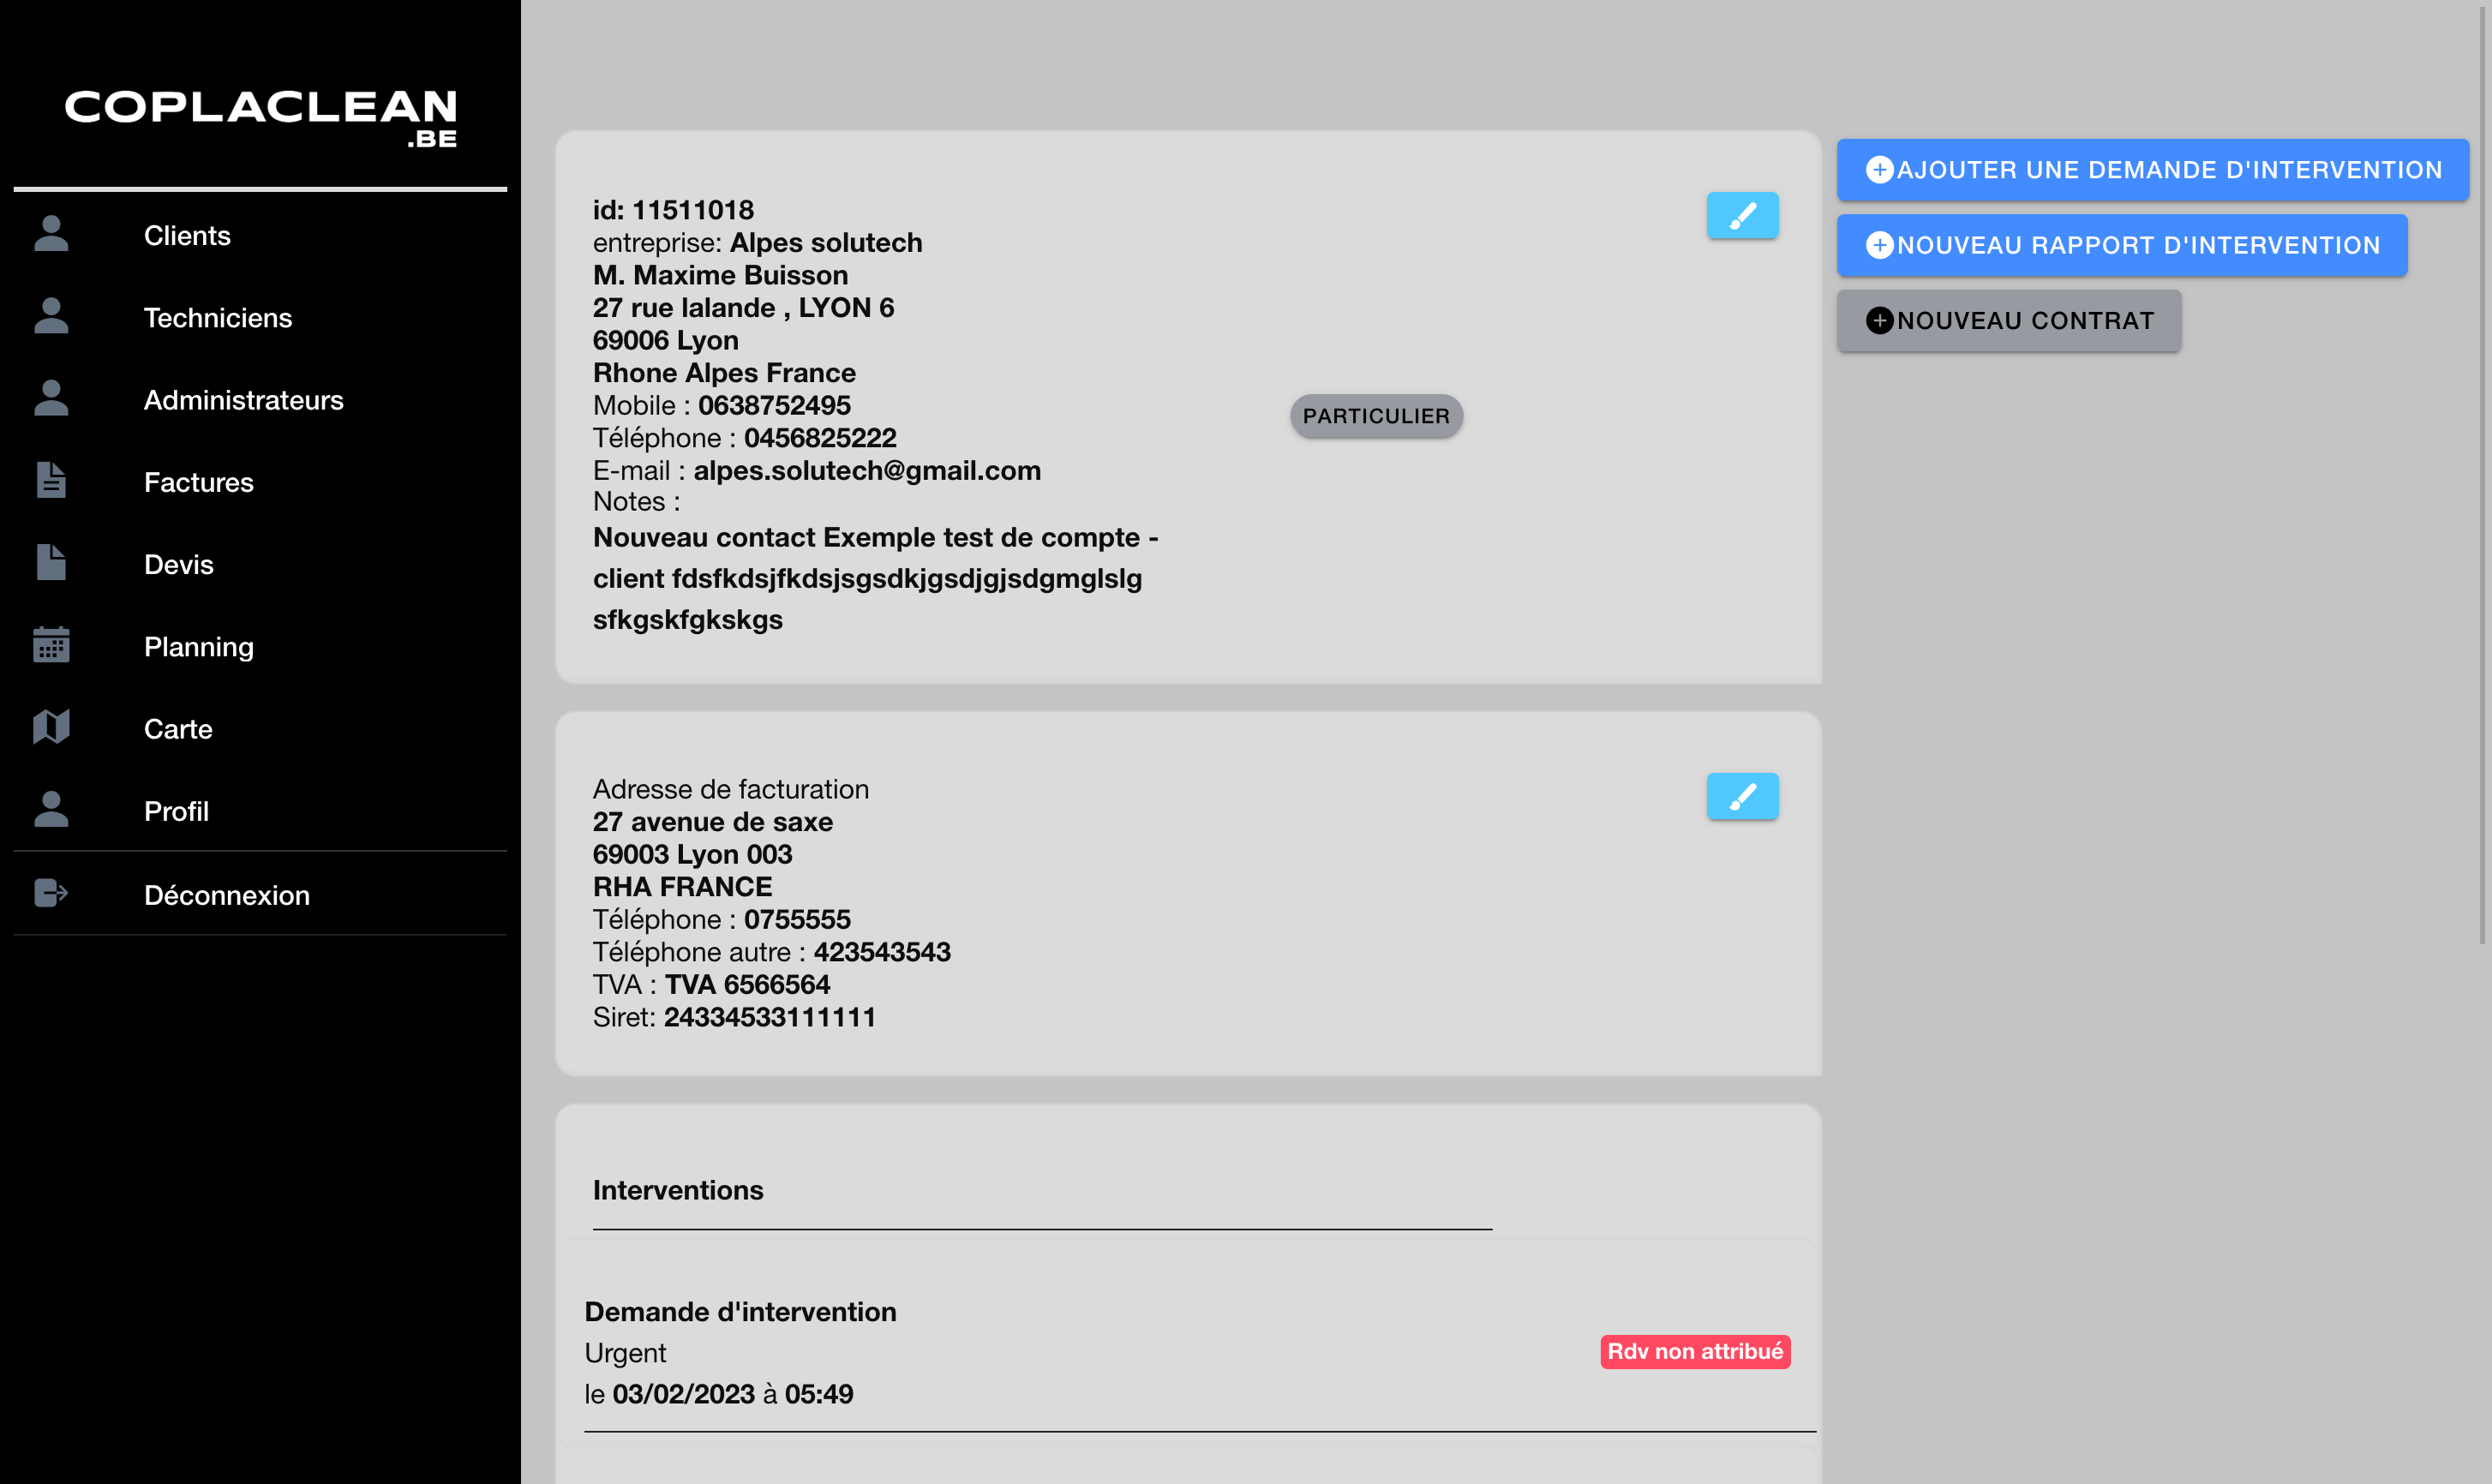 COPLACLEAN
.BE
Clients
Techniciens
Administrateurs
Factures
Devis
Planning
Carte
Profil
Déconnexion
id: 11511018
entreprise: Alpes solutech
M. Maxime Buisson
27 rue lalande , LYON 6
69006 Lyon
Rhone Alpes France
Mobile : 0638752495
Téléphone : 0456825222
E-mail : alpes.solutech@gmail.com
Notes :
Nouveau contact Exemple test de compte -
client fdsfkdsjfkdsjsgsdkjgsdjgjsdgmglslg
sfkgskfgkskgs
PARTICULIER
Adresse de facturation
27 avenue de saxe
69003 Lyon 003
RHA FRANCE
Téléphone : 0755555
Téléphone autre : 423543543
TVA : TVA 6566564
Siret: 24334533111111
Interventions
Demande d'intervention
Urgent
le 03/02/2023 à 05:49
Rdv non attribué
AJOUTER UNE DEMANDE D'INTERVENTION
NOUVEAU RAPPORT D'INTERVENTION
NOUVEAU CONTRAT